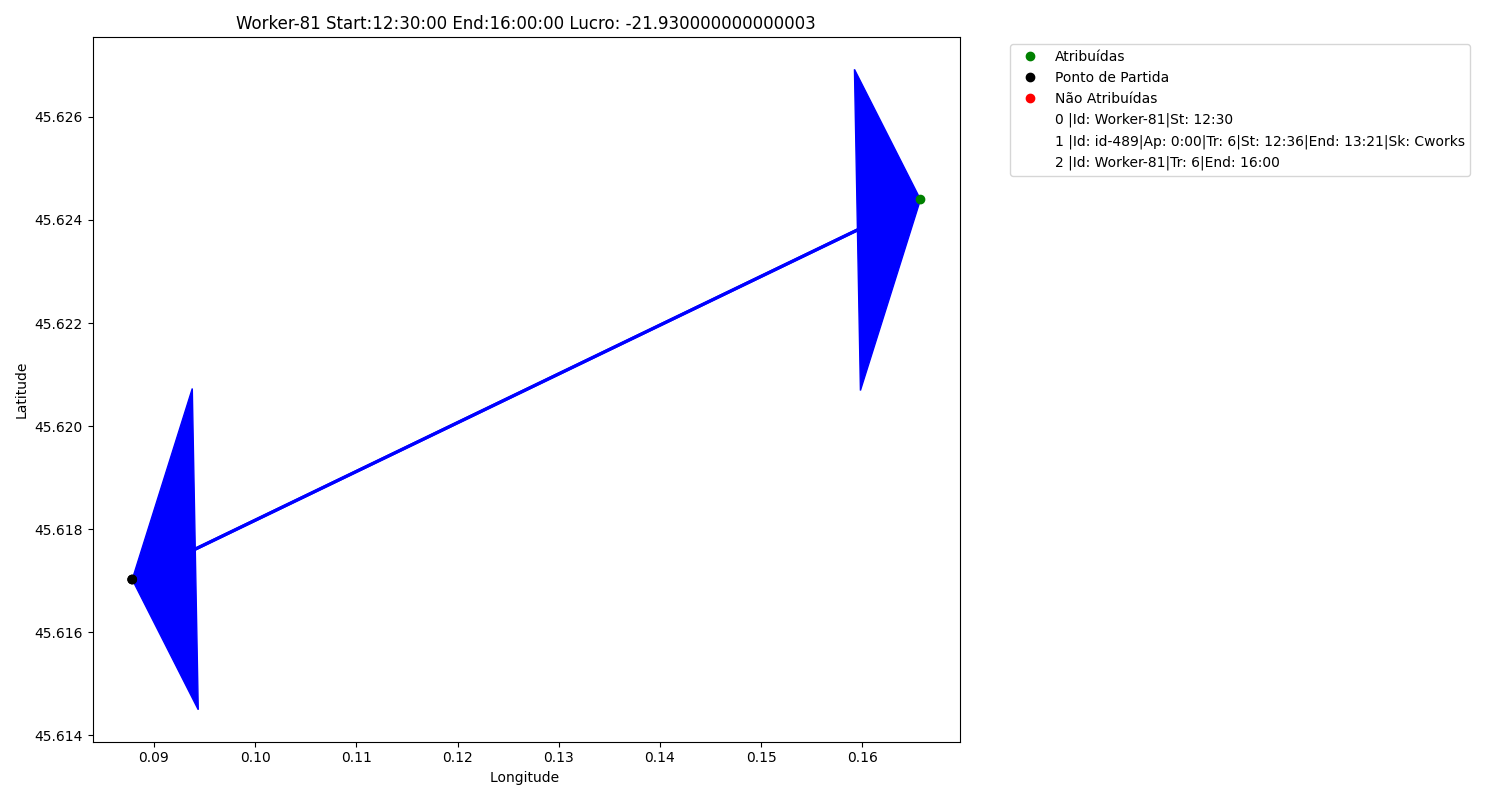 Worker-81 Start:12:30:00 End:16:00:00 Lucro: -21.930000000000003
Atribuídas
Ponto de Partida
Não Atribuídas
0 |Id: Worker-81|St: 12:30
1 |Id: id-489|Ap: 0:00|Tr: 6|St: 12:36|End: 13:21|Sk: Cworks
2 |Id: Worker-81|Tr: 6|End: 16:00
45.626
45.624
45.622
45.620
45.618
45.616
45.614
Latitude
0.09 0.10 0.11 0.12 0.13 0.14 0.15 0.16
Longitude